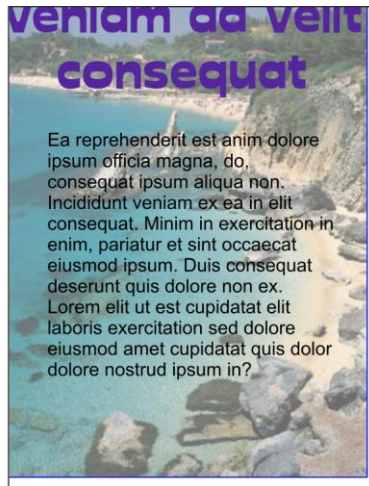 veniam ad velit
consequat
Ea reprehenderit est anim dolore
ipsum officia magna, do,
consequat ipsum aliqua non.
Incididunt veniam ex ea in elit
consequat. Minim in exercitation in
enim, pariatur et sint occaecat
eiusmod ipsum. Duis consequat
deserunt quis dolore non ex.
Lorem elit ut est cupidatat elit
laboris exercitation sed dolore
eiusmod amet cupidatat quis dolor
dolore nostrud ipsum in?